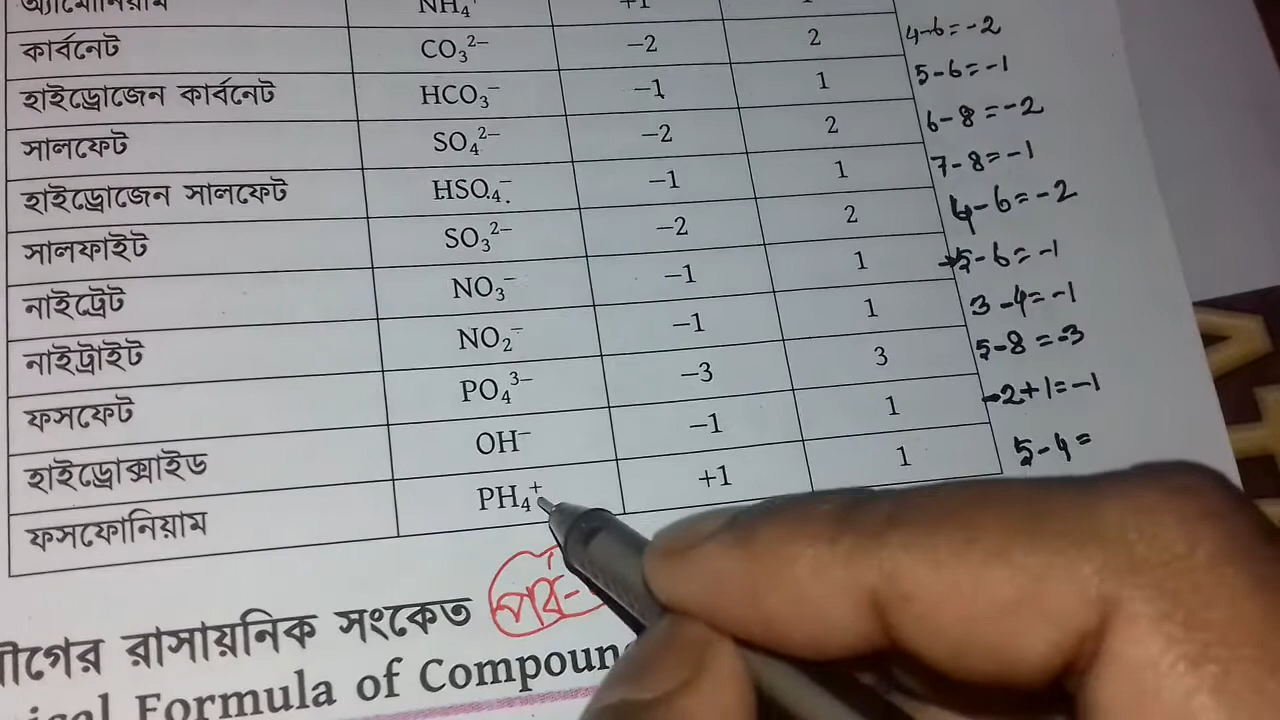 অ্যামোনিয়াম NH₄⁺ +1 1
কার্বনেট CO₃²⁻ –2 2 4-6=-2
হাইড্রোজেন কার্বনেট HCO₃⁻ –1 1 5-6=-1
সালফেট SO₄²⁻ –2 2 6-8=-2
হাইড্রোজেন সালফেট HSO₄⁻ –1 1 7-8=-1
সালফাইট SO₃²⁻ –2 2 4-6=-2
নাইট্রেট NO₃⁻ –1 1 5-6=-1
নাইট্রাইট NO₂⁻ –1 1 3-4=-1
ফসফেট PO₄³⁻ –3 3 5-8=-3
হাইড্রোক্সাইড OH⁻ –1 1 -2+1=-1
ফসফোনিয়াম PH₄⁺ +1 1 5-4=
রাসায়নিক সংকেত
Formula of